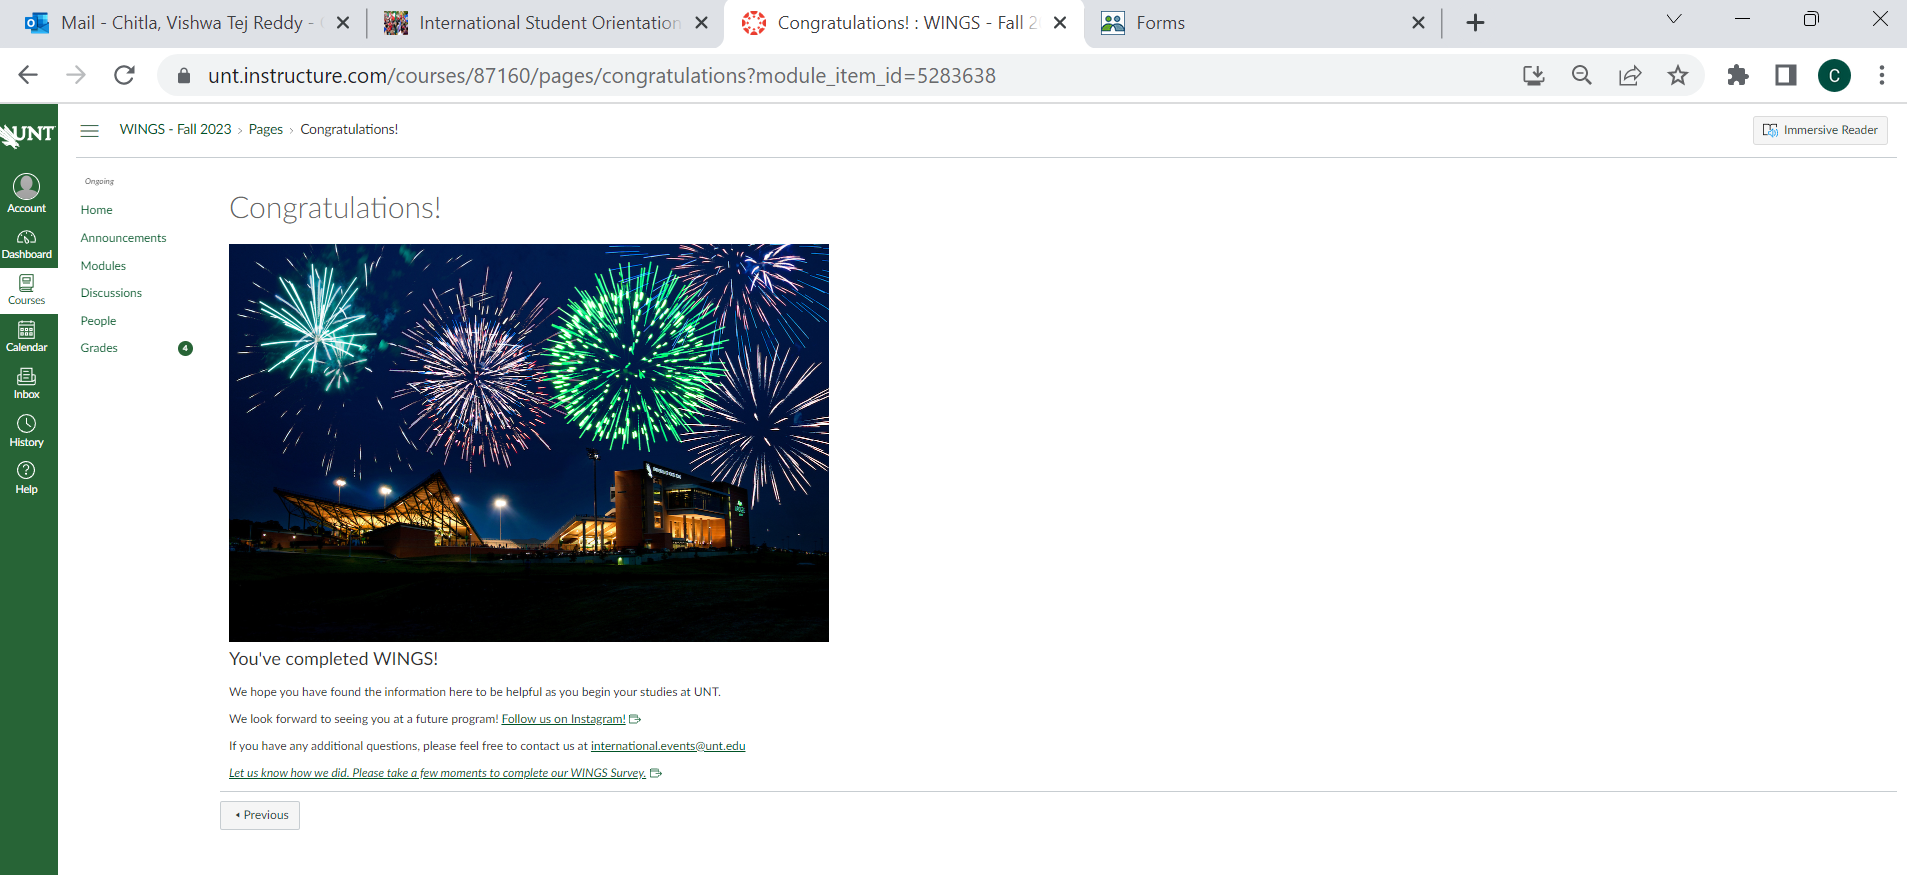 Mail - Chitla, Vishwa Tej Reddy -
International Student Orientation
Congratulations! : WINGS - Fall 2
Forms
unt.instructure.com/courses/87160/pages/congratulations?module_item_id=5283638
C
UNT
WINGS - Fall 2023 › Pages › Congratulations!
Immersive Reader
Account
Dashboard
Courses
Calendar
Inbox
History
Help
Ongoing
Home
Announcements
Modules
Discussions
People
Grades 4
Congratulations!
You've completed WINGS!
We hope you have found the information here to be helpful as you begin your studies at UNT.
We look forward to seeing you at a future program! Follow us on Instagram!
If you have any additional questions, please feel free to contact us at international.events@unt.edu
Let us know how we did. Please take a few moments to complete our WINGS Survey.
Previous